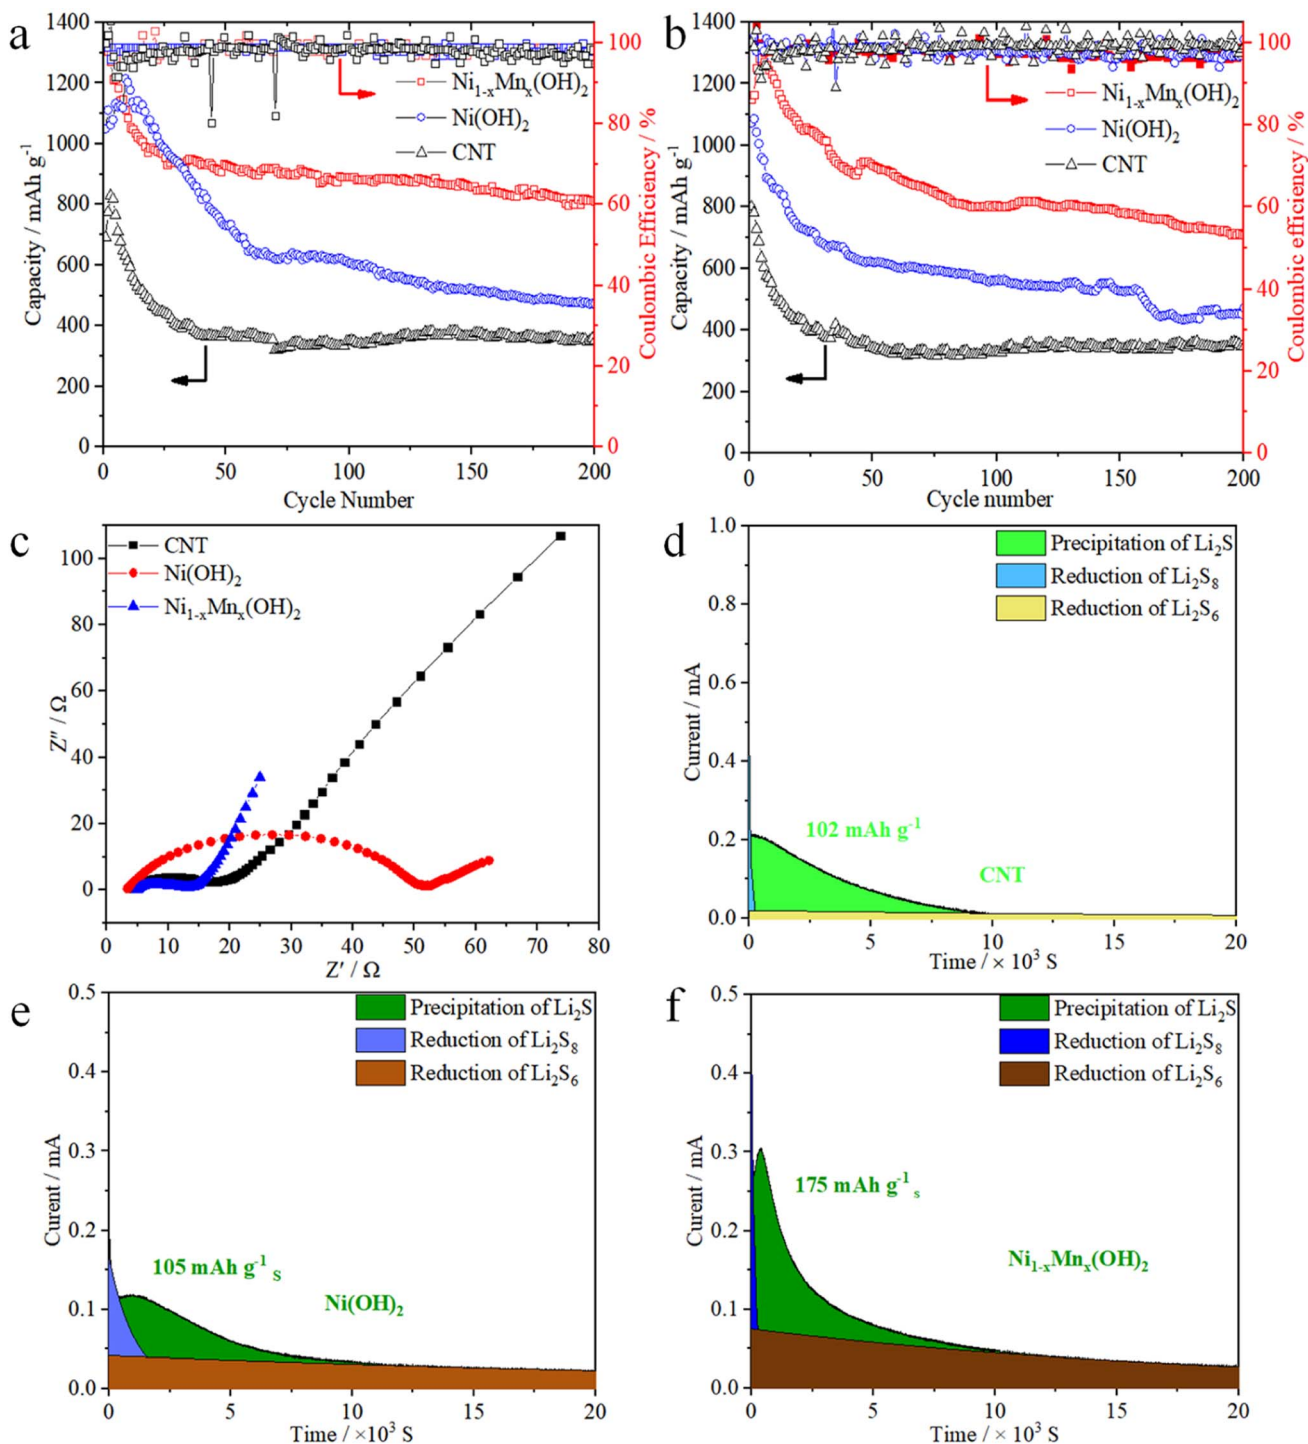 a
1400
1200
1000
800
600
400
200
0
Capacity / mAh g⁻¹
0
50
100
150
200
Cycle Number
100
80
60
40
20
0
Coulombic Efficiency / %
Ni₁₋ₓMnₓ(OH)₂
Ni(OH)₂
CNT
b
1400
1200
1000
800
600
400
200
0
Capacity / mAh g⁻¹
0
50
100
150
200
Cycle number
100
80
60
40
20
0
Coulombic efficiency / %
Ni₁₋ₓMnₓ(OH)₂
Ni(OH)₂
CNT
c
CNT
Ni(OH)₂
Ni₁₋ₓMnₓ(OH)₂
100
80
60
40
20
0
Z″ / Ω
0 10 20 30 40 50 60 70 80
Z′ / Ω
d
1.0
0.8
0.6
0.4
0.2
0.0
Current / mA
Precipitation of Li₂S
Reduction of Li₂S₈
Reduction of Li₂S₆
102 mAh g⁻¹
CNT
0 5 10 15 20
Time / × 10³ S
e
0.5
0.4
0.3
0.2
0.1
0.0
Curent / mA
Precipitation of Li₂S
Reduction of Li₂S₈
Reduction of Li₂S₆
105 mAh g⁻¹ ₛ
Ni(OH)₂
0 5 10 15 20
Time / ×10³ S
f
0.5
0.4
0.3
0.2
0.1
0.0
Curent / mA
Precipitation of Li₂S
Reduction of Li₂S₈
Reduction of Li₂S₆
175 mAh g⁻¹ ₛ
Ni₁₋ₓMnₓ(OH)₂
0 5 10 15 20
Time / × 10³ S